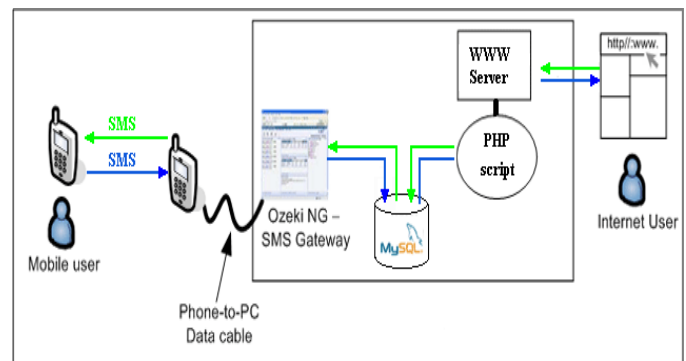 SMS
SMS
Mobile user
Phone-to-PC
Data cable
Ozeki NG –
SMS Gateway
MySQL
WWW
Server
PHP
script
http//:www.
Internet User